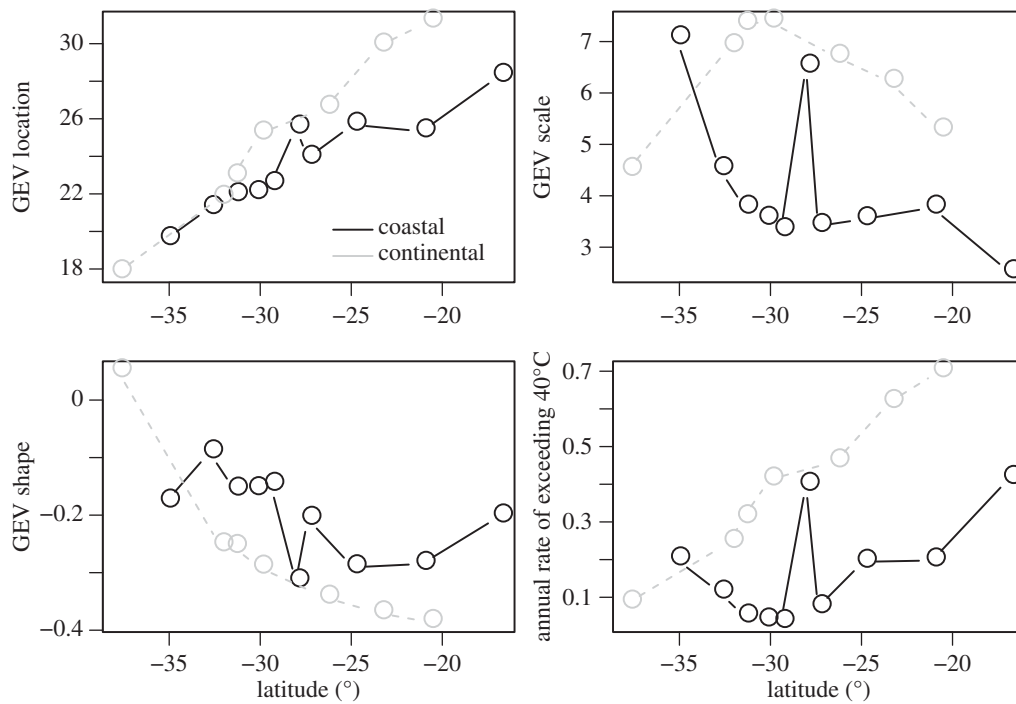 30
26
22
18
GEV location
coastal
continental
−35 −30 −25 −20
7
6
5
4
3
GEV scale
−35 −30 −25 −20
0
−0.2
−0.4
GEV shape
−35 −30 −25 −20
latitude (°)
0.7
0.5
0.3
0.1
annual rate of exceeding 40°C
−35 −30 −25 −20
latitude (°)